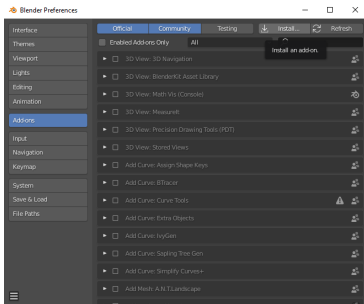 Blender Preferences
Interface
Themes
Viewport
Lights
Editing
Animation
Add-ons
Input
Navigation
Keymap
System
Save & Load
File Paths
Official Community Testing Install... Refresh
Enabled Add-ons Only All
Install an add-on.
3D View: 3D Navigation
3D View: BlenderKit Asset Library
3D View: Math Vis (Console)
3D View: MeasureIt
3D View: Precision Drawing Tools (PDT)
3D View: Stored Views
Add Curve: Assign Shape Keys
Add Curve: BTracer
Add Curve: Curve Tools
Add Curve: Extra Objects
Add Curve: IvyGen
Add Curve: Sapling Tree Gen
Add Curve: Simplify Curves+
Add Mesh: A.N.T.Landscape